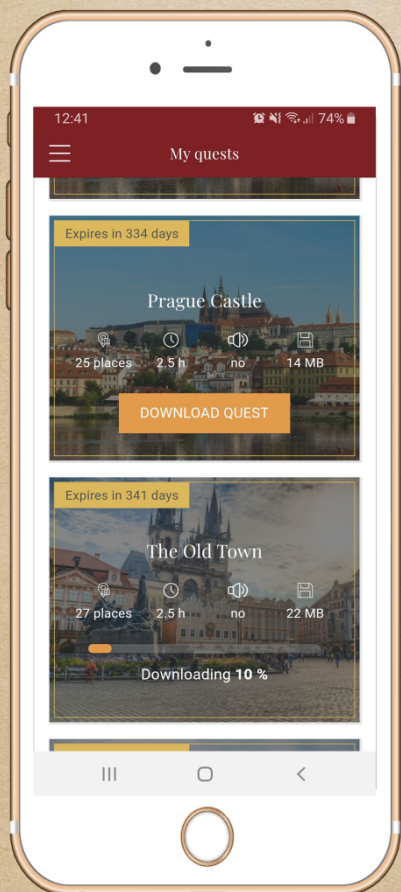 12:41 74%
My quests
Expires in 334 days
Prague Castle
25 places 2.5 h no 14 MB
DOWNLOAD QUEST
Expires in 341 days
The Old Town
27 places 2,5 h no 22 MB
Downloading 10 %